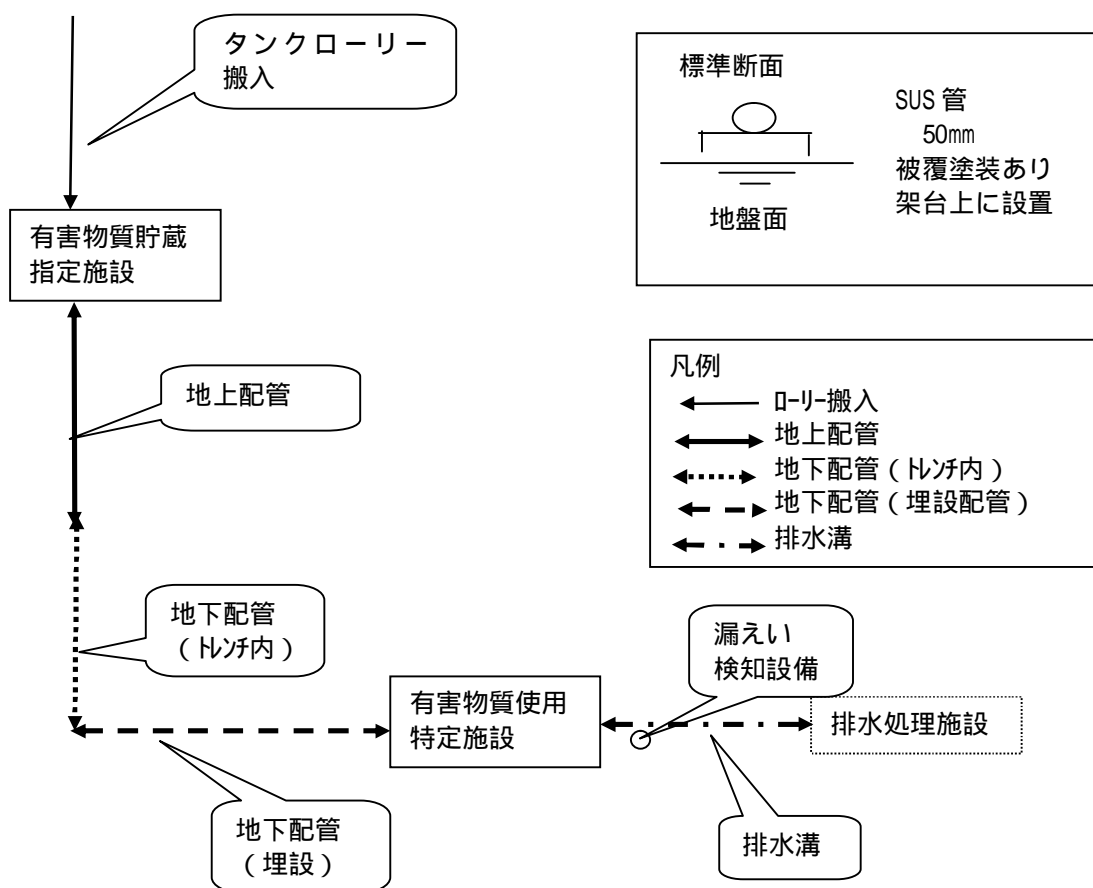 タンクローリー
搬入
標準断面
SUS 管
50㎜
被覆塗装あり
架台上に設置
地盤面
有害物質貯蔵
指定施設
地上配管
凡例
ﾛｰﾘｰ搬入
地上配管
地下配管（ﾄﾚﾝﾁ内）
地下配管（埋設配管）
排水溝
地下配管
（ﾄﾚﾝﾁ内）
漏えい
検知設備
有害物質使用
特定施設
排水処理施設
地下配管
（埋設）
排水溝